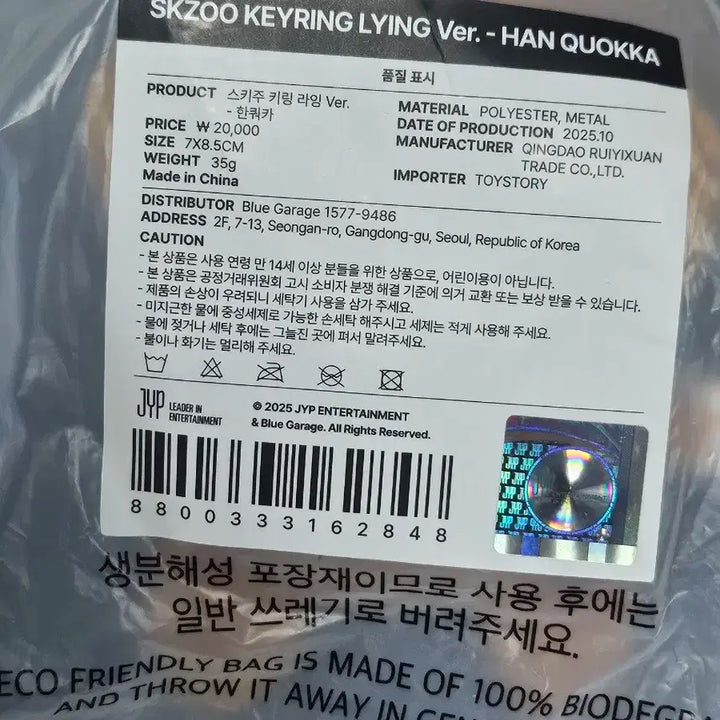 SKZOO KEYRING LYING Ver. - HAN QUOKKA
품질 표시
PRODUCT 스키주 키링 라잉 Ver.
- 한쿼카
PRICE ₩ 20,000
SIZE 7X8.5CM
WEIGHT 35g
Made in China
MATERIAL POLYESTER, METAL
DATE OF PRODUCTION 2025.10
MANUFACTURER QINGDAO RUIYIXUAN
TRADE CO.,LTD.
IMPORTER TOYSTORY
DISTRIBUTOR Blue Garage 1577-9486
ADDRESS 2F, 7-13, Seongan-ro, Gangdong-gu, Seoul, Republic of Korea
CAUTION
- 본 상품은 사용 연령 만 14세 이상 분들을 위한 상품으로, 어린이용이 아닙니다.
- 본 상품은 공정거래위원회 고시 소비자 분쟁 해결 기준에 의거 교환 또는 보상 받을 수 있습니다.
- 제품의 손상이 우려되니 세탁기 사용을 삼가 주세요.
- 미지근한 물에 중성세제로 가능한 손세탁 해주시고 세제는 적게 사용해 주세요.
- 물에 젖거나 세탁 후에는 그늘진 곳에 펴서 말려주세요.
- 불이나 화기는 멀리해 주세요.
JYP LEADER IN
ENTERTAINMENT
© 2025 JYP ENTERTAINMENT
& Blue Garage. All Rights Reserved.
8800333162848
생분해성 포장재이므로 사용 후에는
일반 쓰레기로 버려주세요.
ECO FRIENDLY BAG IS MADE OF 100%
AND THROW IT AWAY IN